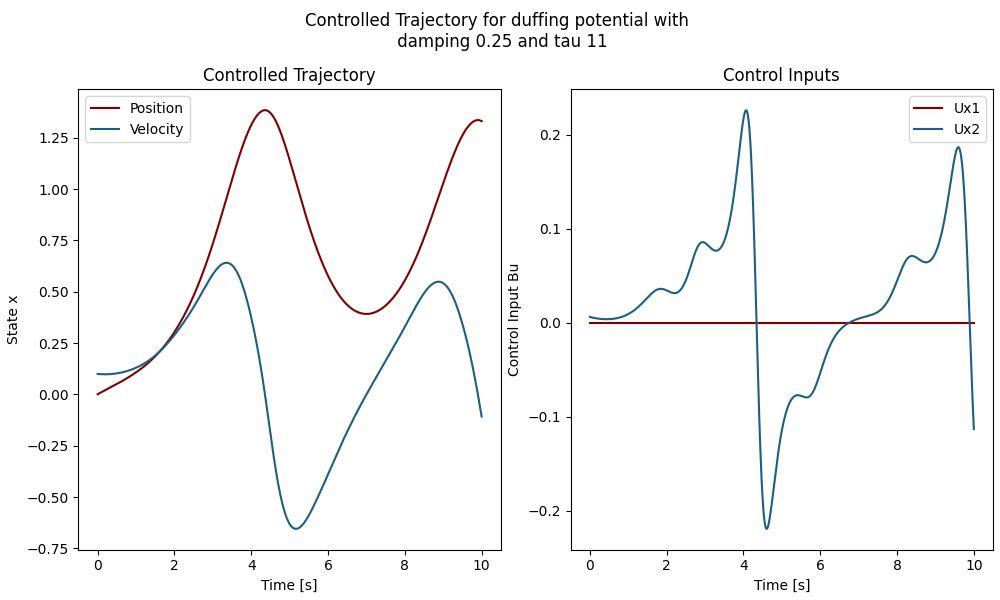 Controlled Trajectory for duffing potential with
damping 0.25 and tau 11
Controlled Trajectory
Position
Velocity
1.25
1.00
0.75
0.50
0.25
0.00
−0.25
−0.50
−0.75
State x
0 2 4 6 8 10
Time [s]
Control Inputs
Ux1
Ux2
0.2
0.1
0.0
−0.1
−0.2
Control Input Bu
0 2 4 6 8 10
Time [s]